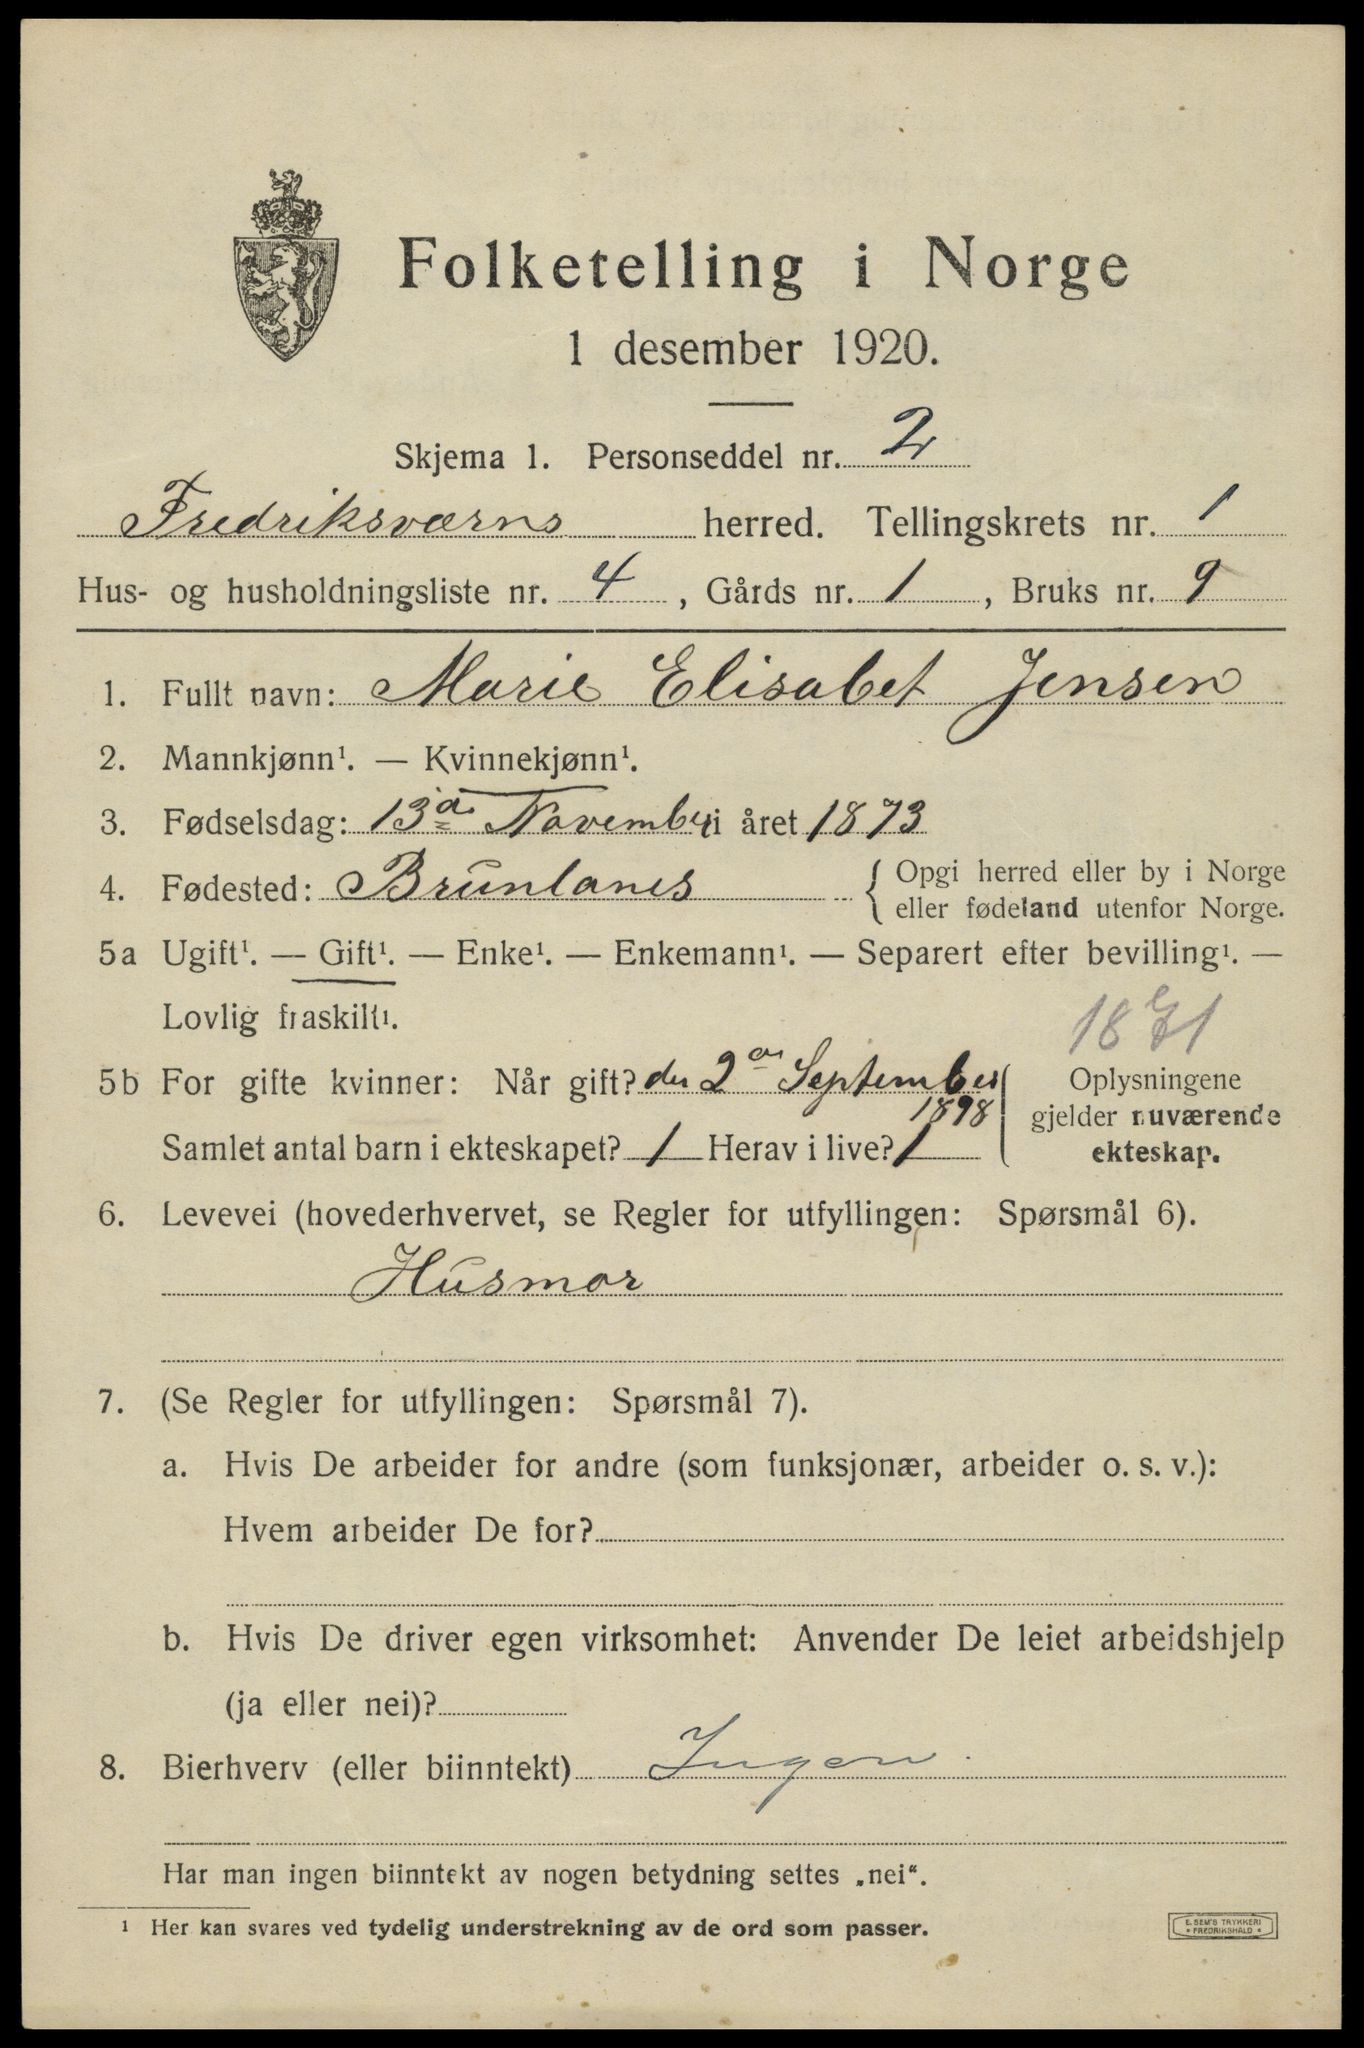 Folketelling i Norge
1 desember 1920.
Skjema 1. Personseddel nr. 2
Fredriksværns herred. Tellingskrets nr. 1
Hus- og husholdningsliste nr. 4, Gårds nr. 1, Bruks nr. 9
1. Fullt navn: Marie Elisabet Jensen
2. Mannkjønn¹. — Kvinnekjønn¹.
3. Fødselsdag: 13de November i året 1873
4. Fødested: Brunlanes { Opgi herred eller by i Norge
eller fødeland utenfor Norge.
5a Ugift¹. — Gift¹. — Enke¹. — Enkemann¹. — Separert efter bevilling¹. —
Lovlig fraskilt¹.
5b For gifte kvinner: Når gift? den 2den September
1898
Samlet antal barn i ekteskapet? 1 Herav i live? 1
Oplysningene
gjelder nuværende
ekteskap.
6. Levevei (hovederhvervet, se Regler for utfyllingen: Spørsmål 6).
Husmor
7. (Se Regler for utfyllingen: Spørsmål 7).
a. Hvis De arbeider for andre (som funksjonær, arbeider o. s. v.):
Hvem arbeider De for?
b. Hvis De driver egen virksomhet: Anvender De leiet arbeidshjelp
(ja eller nei)?
8. Bierhverv (eller biinntekt) Ingen.
Har man ingen biinntekt av nogen betydning settes „nei“.
¹ Her kan svares ved tydelig understrekning av de ord som passer.
E. SEM'S TRYKKERI
FREDRIKSHALD